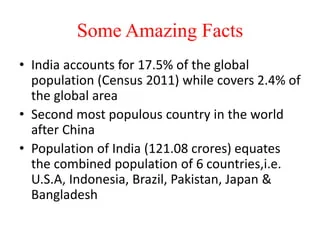 Some Amazing Facts
• India accounts for 17.5% of the global
population (Census 2011) while covers 2.4% of
the global area
• Second most populous country in the world
after China
• Population of India (121.08 crores) equates
the combined population of 6 countries,i.e.
U.S.A, Indonesia, Brazil, Pakistan, Japan &
Bangladesh